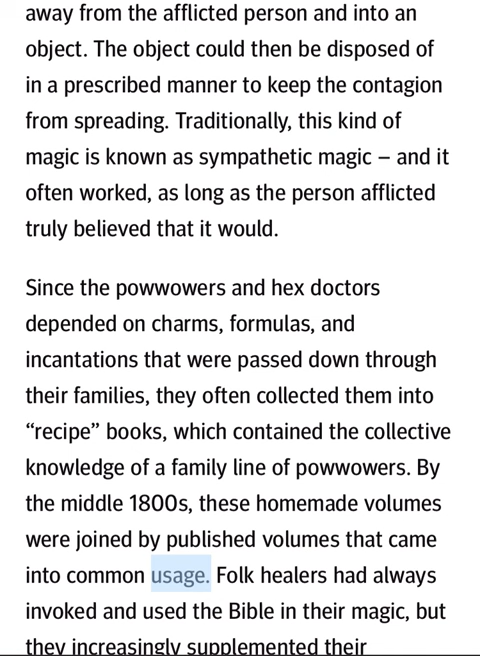 away from the afflicted person and into an
object. The object could then be disposed of
in a prescribed manner to keep the contagion
from spreading. Traditionally, this kind of
magic is known as sympathetic magic – and it
often worked, as long as the person afflicted
truly believed that it would.
Since the powwowers and hex doctors
depended on charms, formulas, and
incantations that were passed down through
their families, they often collected them into
“recipe” books, which contained the collective
knowledge of a family line of powwowers. By
the middle 1800s, these homemade volumes
were joined by published volumes that came
into common usage. Folk healers had always
invoked and used the Bible in their magic, but
they increasingly supplemented their